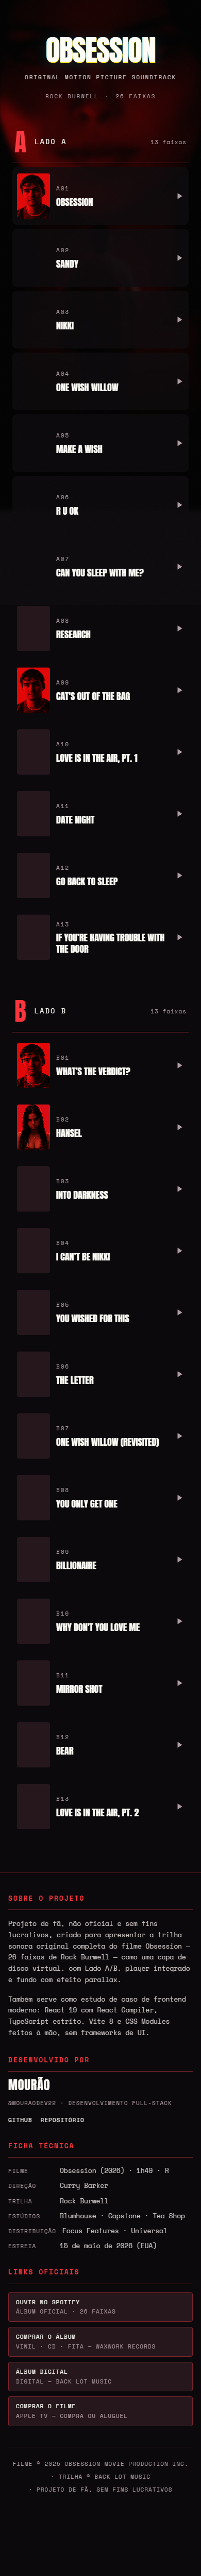 OBSESSION
ORIGINAL MOTION PICTURE SOUNDTRACK
ROCK BURWELL · 26 FAIXAS
A LADO A 13 faixas
A01
OBSESSION
A02
SANDY
A03
NIKKI
A04
ONE WISH WILLOW
A05
MAKE A WISH
A06
R U OK
A07
CAN YOU SLEEP WITH ME?
A08
RESEARCH
A09
CAT'S OUT OF THE BAG
A10
LOVE IS IN THE AIR, PT. 1
A11
DATE NIGHT
A12
GO BACK TO SLEEP
A13
IF YOU'RE HAVING TROUBLE WITH
THE DOOR
B LADO B 13 faixas
B01
WHAT'S THE VERDICT?
B02
HANSEL
B03
INTO DARKNESS
B04
I CAN'T BE NIKKI
B05
YOU WISHED FOR THIS
B06
THE LETTER
B07
ONE WISH WILLOW (REVISITED)
B08
YOU ONLY GET ONE
B09
BILLIONAIRE
B10
WHY DON'T YOU LOVE ME
B11
MIRROR SHOT
B12
BEAR
B13
LOVE IS IN THE AIR, PT. 2
SOBRE O PROJETO
Projeto de fã, não oficial e sem fins
lucrativos, criado para apresentar a trilha
sonora original completa do filme Obsession —
26 faixas de Rock Burwell — como uma capa de
disco virtual, com Lado A/B, player integrado
e fundo com efeito parallax.
Também serve como estudo de caso de frontend
moderno: React 19 com React Compiler,
TypeScript estrito, Vite 8 e CSS Modules
feitos à mão, sem frameworks de UI.
DESENVOLVIDO POR
MOURÃO
@MOURAODEV22 · DESENVOLVIMENTO FULL-STACK
GITHUB REPOSITÓRIO
FICHA TÉCNICA
FILME Obsession (2026) · 1h49 · R
DIREÇÃO Curry Barker
TRILHA Rock Burwell
ESTÚDIOS Blumhouse · Capstone · Tea Shop
DISTRIBUIÇÃO Focus Features · Universal
ESTREIA 15 de maio de 2026 (EUA)
LINKS OFICIAIS
OUVIR NO SPOTIFY
ÁLBUM OFICIAL · 26 FAIXAS
COMPRAR O ÁLBUM
VINIL · CD · FITA — WAXWORK RECORDS
ÁLBUM DIGITAL
DIGITAL — BACK LOT MUSIC
COMPRAR O FILME
APPLE TV — COMPRA OU ALUGUEL
FILME © 2025 OBSESSION MOVIE PRODUCTION INC.
· TRILHA ℗ BACK LOT MUSIC
· PROJETO DE FÃ, SEM FINS LUCRATIVOS